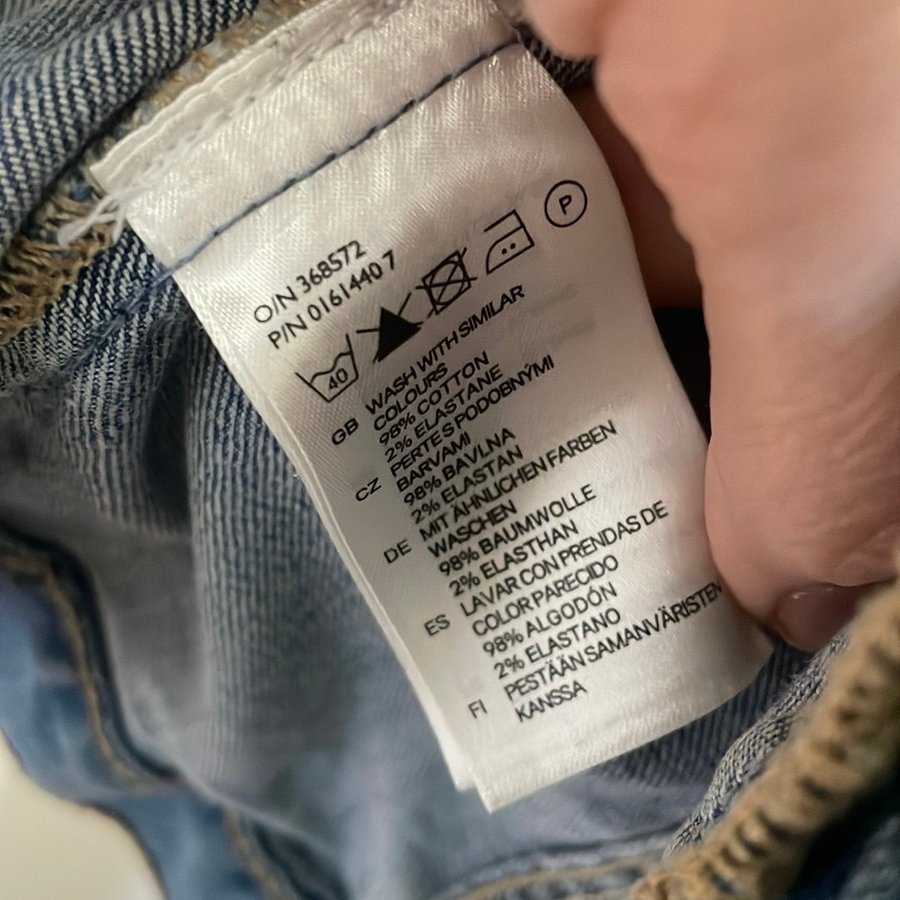 O/N 368572
P/N 0161440 7
40 P
GB WASH WITH SIMILAR
COLOURS
98% COTTON
2% ELASTANE
CZ PERTE S PODOBNÝMI
BARVAMI
98% BAVLNA
2% ELASTAN
DE MIT ÄHNLICHEN FARBEN
WASCHEN
98% BAUMWOLLE
2% ELASTHAN
ES LAVAR CON PRENDAS DE
COLOR PARECIDO
98% ALGODÓN
2% ELASTANO
FI PESTÄÄN SAMANVÄRISTEN
KANSSA